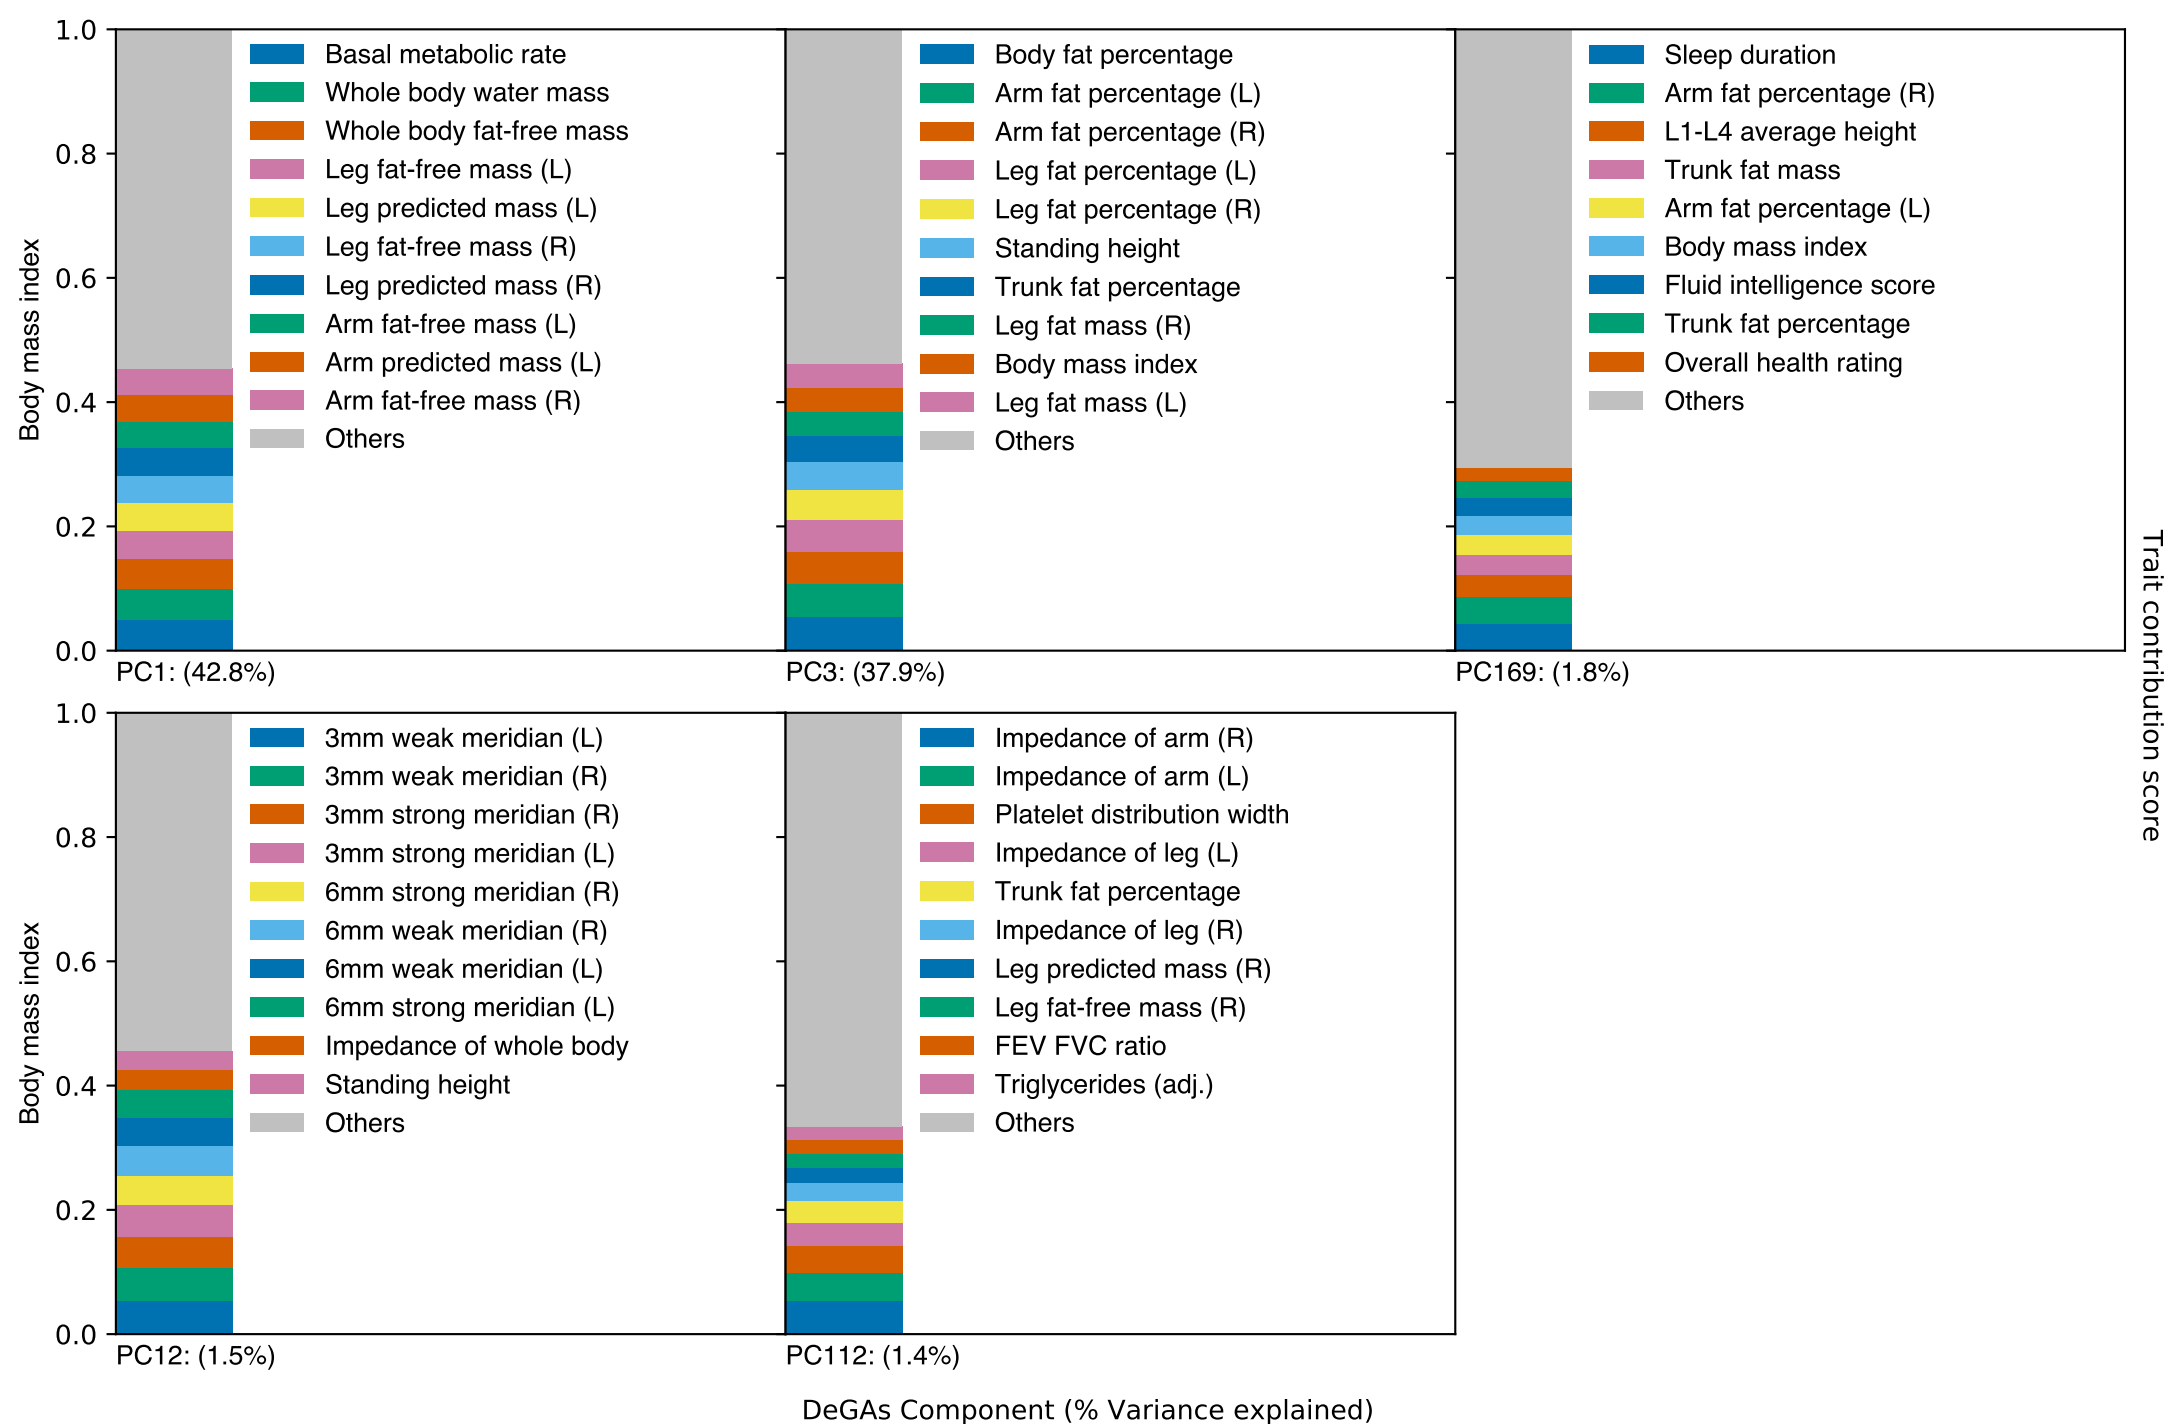 Body mass index
1.0
0.8
0.6
0.4
0.2
0.0
Basal metabolic rate
Whole body water mass
Whole body fat-free mass
Leg fat-free mass (L)
Leg predicted mass (L)
Leg fat-free mass (R)
Leg predicted mass (R)
Arm fat-free mass (L)
Arm predicted mass (L)
Arm fat-free mass (R)
Others
PC1: (42.8%)
Body fat percentage
Arm fat percentage (L)
Arm fat percentage (R)
Leg fat percentage (L)
Leg fat percentage (R)
Standing height
Trunk fat percentage
Leg fat mass (R)
Body mass index
Leg fat mass (L)
Others
PC3: (37.9%)
Sleep duration
Arm fat percentage (R)
L1-L4 average height
Trunk fat mass
Arm fat percentage (L)
Body mass index
Fluid intelligence score
Trunk fat percentage
Overall health rating
Others
PC169: (1.8%)
Trait contribution score
Body mass index
1.0
0.8
0.6
0.4
0.2
0.0
3mm weak meridian (L)
3mm weak meridian (R)
3mm strong meridian (R)
3mm strong meridian (L)
6mm strong meridian (R)
6mm weak meridian (R)
6mm weak meridian (L)
6mm strong meridian (L)
Impedance of whole body
Standing height
Others
PC12: (1.5%)
Impedance of arm (R)
Impedance of arm (L)
Platelet distribution width
Impedance of leg (L)
Trunk fat percentage
Impedance of leg (R)
Leg predicted mass (R)
Leg fat-free mass (R)
FEV FVC ratio
Triglycerides (adj.)
Others
PC112: (1.4%)
DeGAs Component (% Variance explained)